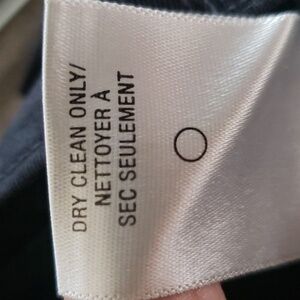 DRY CLEAN ONLY/
NETTOYER À
SEC SEULEMENT